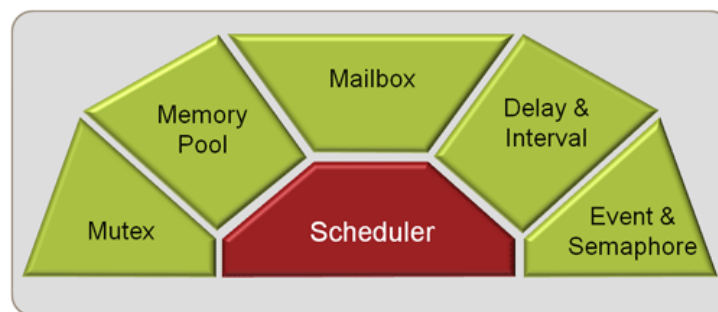 Mailbox
Memory
Pool
Delay &
Interval
Mutex
Scheduler
Event &
Semaphore